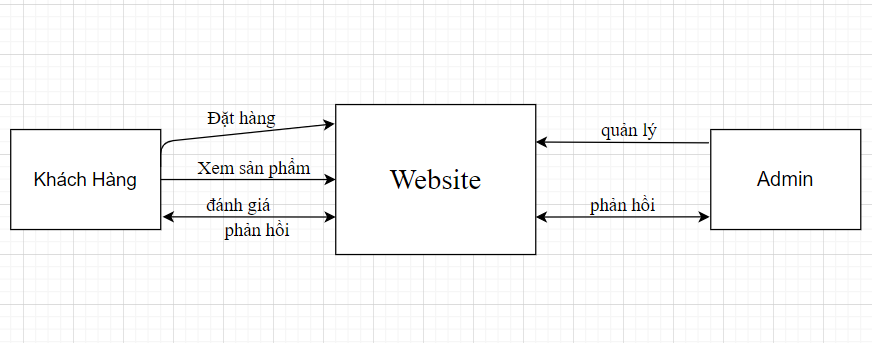 Đặt hàng
quản lý
Khách Hàng
Xem sản phẩm
Website
Admin
đánh giá
phản hồi
phản hồi